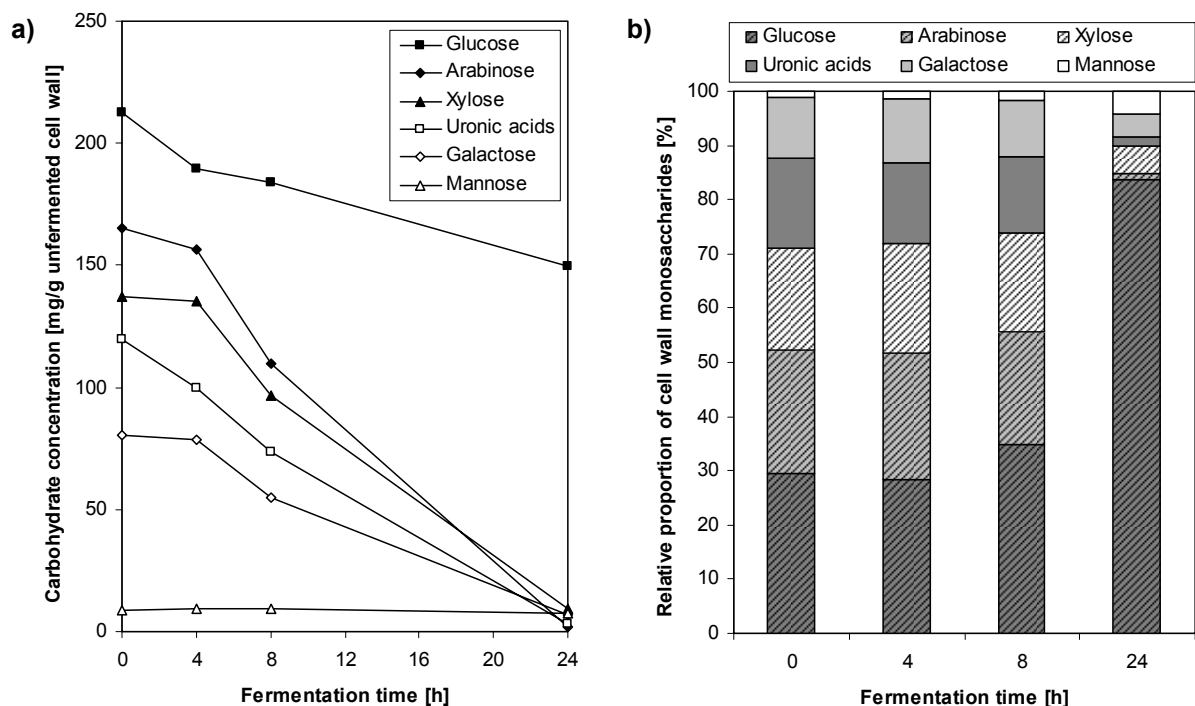 a)
Carbohydrate concentration [mg/g unfermented cell wall]
250
200
150
100
50
0
Glucose
Arabinose
Xylose
Uronic acids
Galactose
Mannose
0 4 8 12 16 20 24
Fermentation time [h]
b)
Glucose Arabinose Xylose
Uronic acids Galactose Mannose
Relative proportion of cell wall monosaccharides [%]
100
90
80
70
60
50
40
30
20
10
0
0 4 8 24
Fermentation time [h]